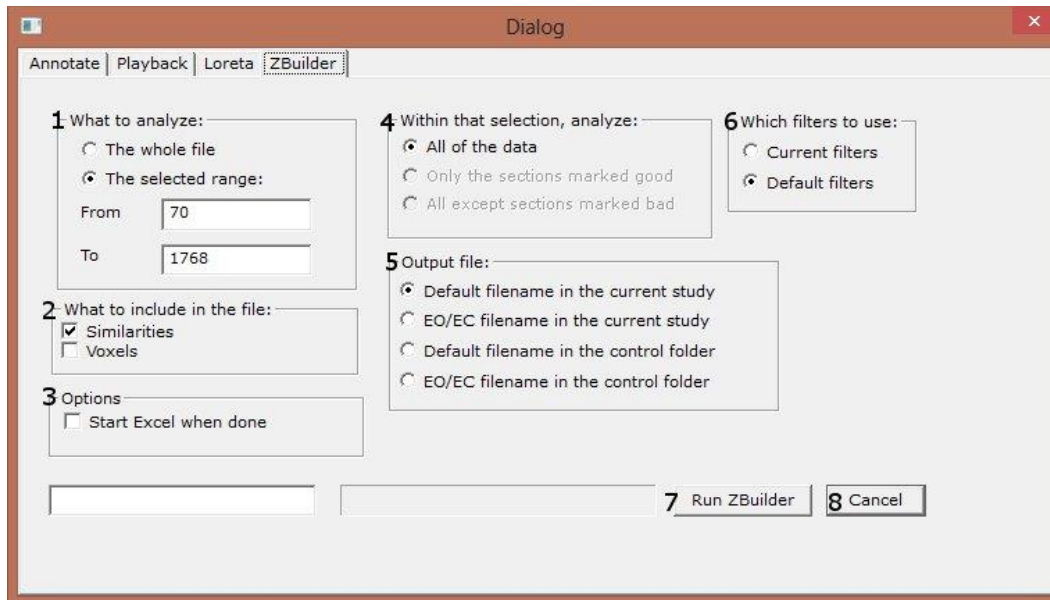 Dialog
Annotate Playback Loreta ZBuilder
1 What to analyze:
The whole file
The selected range:
From 70
To 1768
2 What to include in the file:
Similarities
Voxels
3 Options
Start Excel when done
4 Within that selection, analyze:
All of the data
Only the sections marked good
All except sections marked bad
5 Output file:
Default filename in the current study
EO/EC filename in the current study
Default filename in the control folder
EO/EC filename in the control folder
6 Which filters to use:
Current filters
Default filters
7 Run ZBuilder
8 Cancel